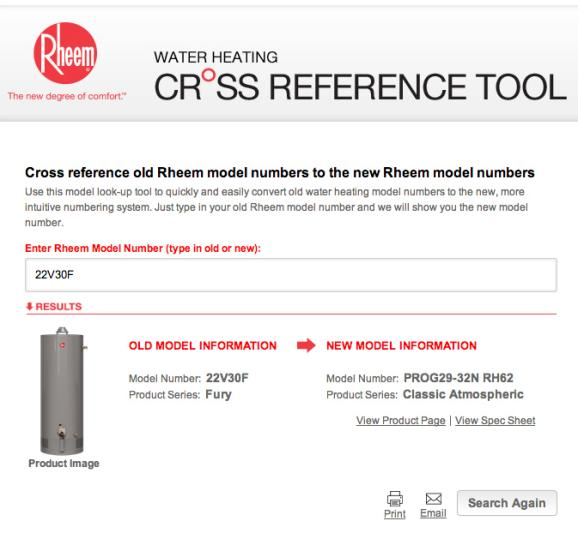 Rheem
The new degree of comfort.™
WATER HEATING
CROSS REFERENCE TOOL
Cross reference old Rheem model numbers to the new Rheem model numbers
Use this model look-up tool to quickly and easily convert old water heating model numbers to the new, more
intuitive numbering system. Just type in your old Rheem model number and we will show you the new model
number.
Enter Rheem Model Number (type in old or new):
22V30F
RESULTS
OLD MODEL INFORMATION
Model Number: 22V30F
Product Series: Fury
NEW MODEL INFORMATION
Model Number: PROG29-32N RH62
Product Series: Classic Atmospheric
View Product Page | View Spec Sheet
Product Image
Print
Email
Search Again